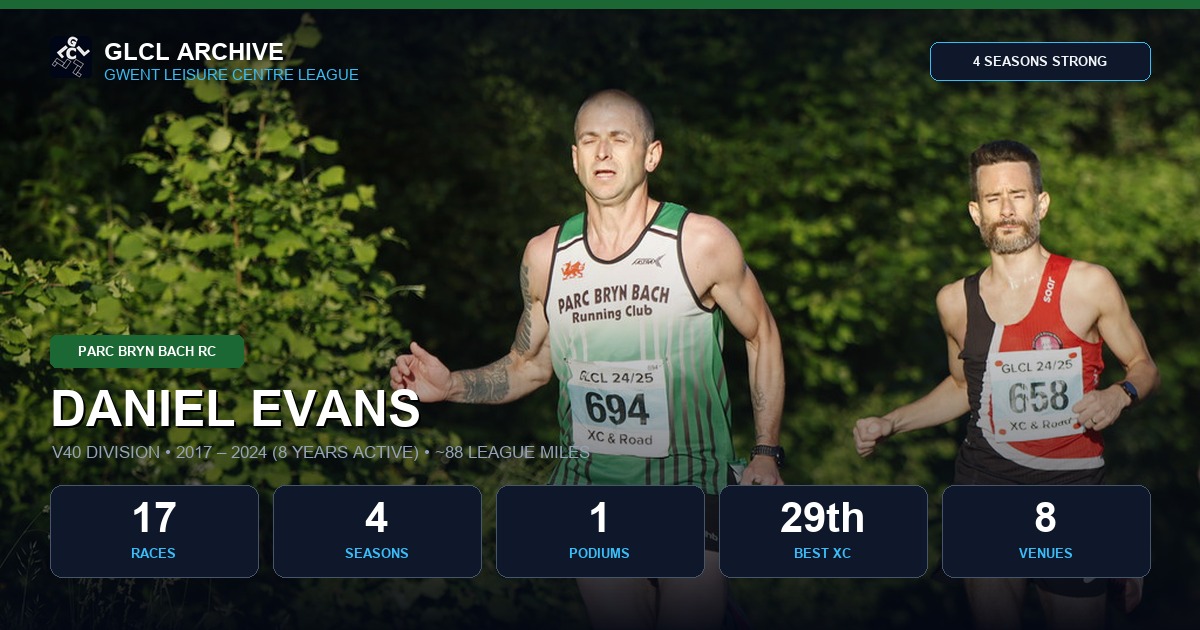 GLCL ARCHIVE
GWENT LEISURE CENTRE LEAGUE
4 SEASONS STRONG
soar
PARC BRYN BACH
Running Club
GLCL 24/25
694
XC & Road
GLCL 24/25
658
XC & Road
PARC BRYN BACH RC
DANIEL EVANS
V40 DIVISION • 2017 – 2024 (8 YEARS ACTIVE) • ~88 LEAGUE MILES
17
RACES
4
SEASONS
1
PODIUMS
29th
BEST XC
8
VENUES